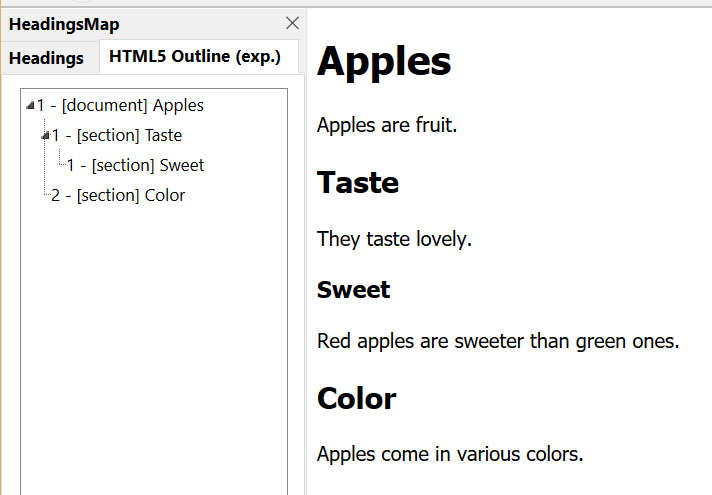 HeadingsMap
Headings HTML5 Outline (exp.)
1 - [document] Apples
1 - [section] Taste
1 - [section] Sweet
2 - [section] Color
Apples
Apples are fruit.
Taste
They taste lovely.
Sweet
Red apples are sweeter than green ones.
Color
Apples come in various colors.